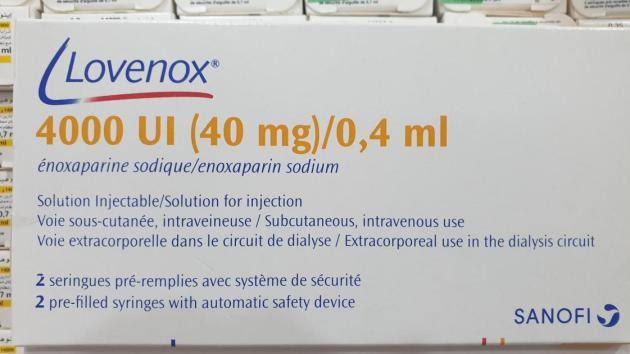 Lovenox®
4000 UI (40 mg)/0,4 ml
énoxaparine sodique/enoxaparin sodium
Solution Injectable/Solution for injection
Voie sous-cutanée, intraveineuse / Subcutaneous, intravenous use
Voie extracorporelle dans le circuit de dialyse / Extracorporeal use in the dialysis circuit
2 seringues pré-remplies avec système de sécurité
2 pre-filled syringes with automatic safety device
SANOFI